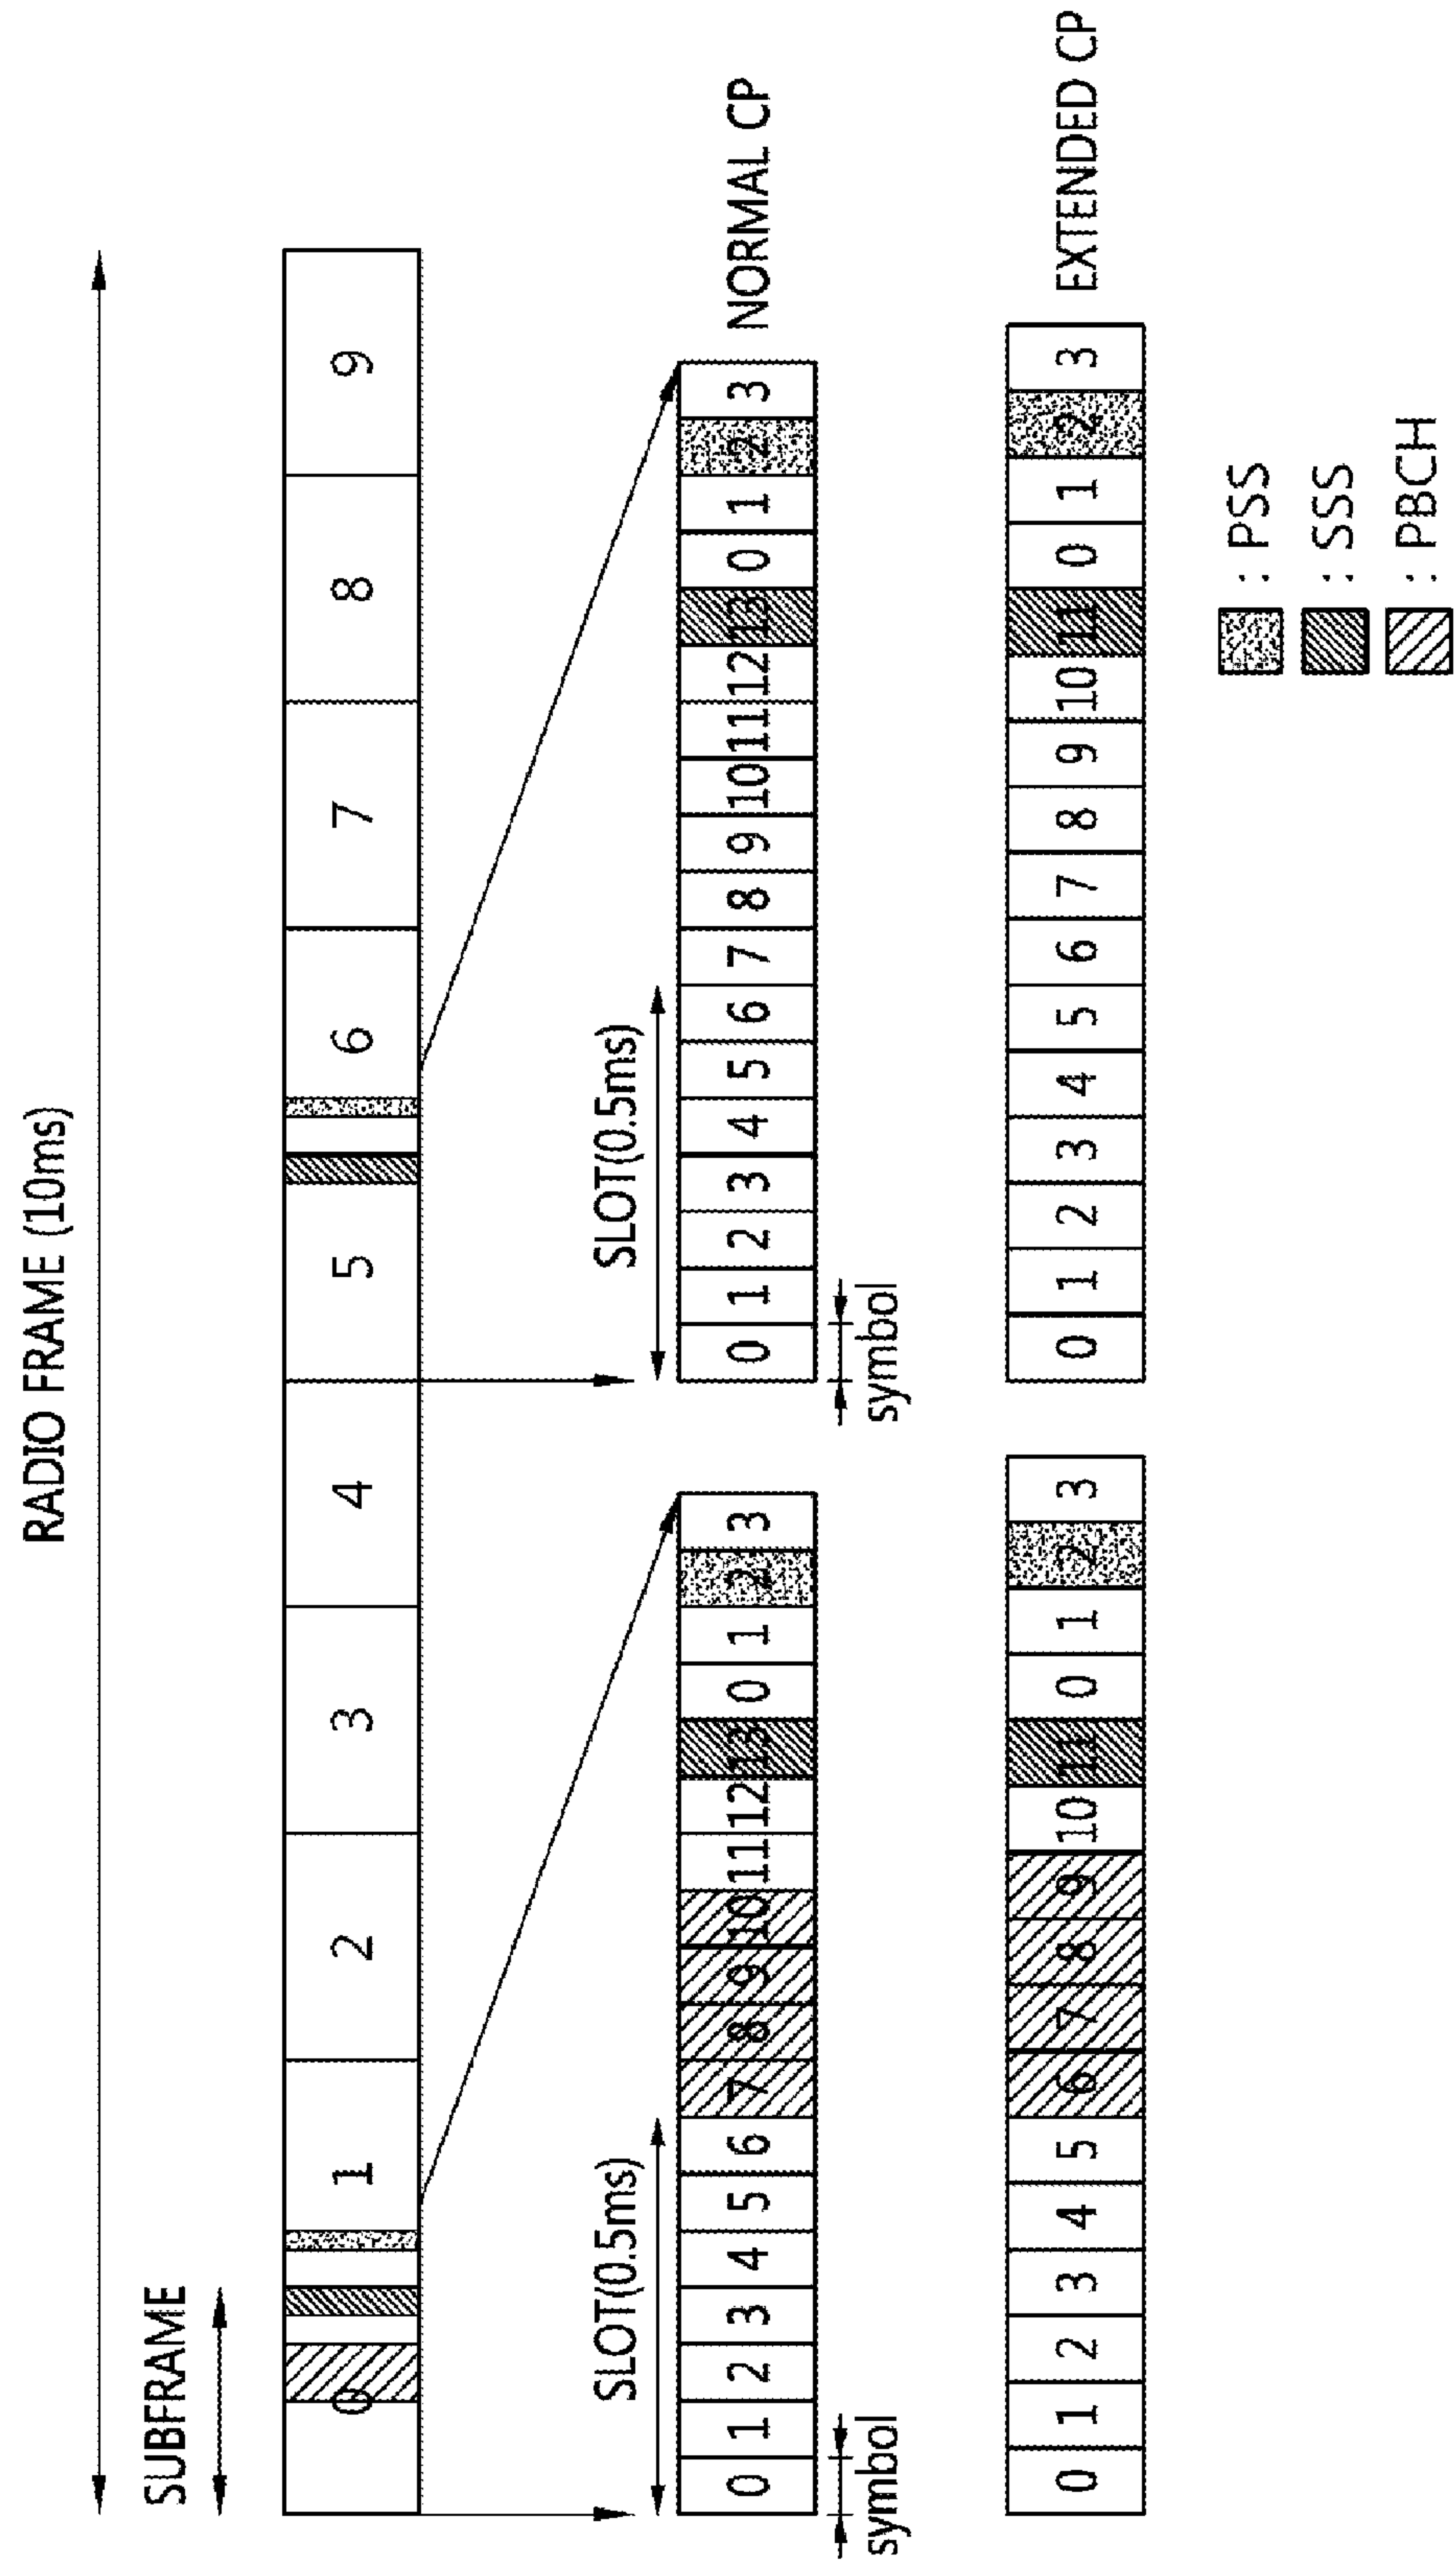 RADIO FRAME (10ms)
SUBFRAME
0 1 2 3 4 5 6 7 8 9
SLOT(0.5ms) SLOT(0.5ms)
0 1 2 3 4 5 6 7 8 9 10 11 12 13 0 1 2 3 0 1 2 3 4 5 6 7 8 9 10 11 12 13 0 1 2 3 NORMAL CP
symbol symbol
0 1 2 3 4 5 6 7 8 9 10 11 0 1 2 3 0 1 2 3 4 5 6 7 8 9 10 11 0 1 2 3 EXTENDED CP
: PSS
: SSS
: PBCH